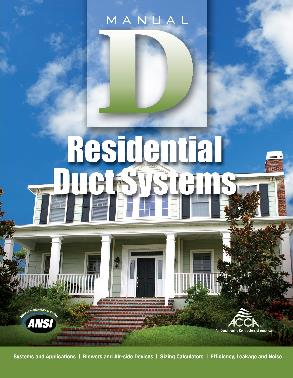 MANUAL
D
Residential
Duct Systems
ANSI
ACCA
Systems and Applications | Blowers and Air-side Devices | Sizing Calculations | Efficiency, Leakage and Noise